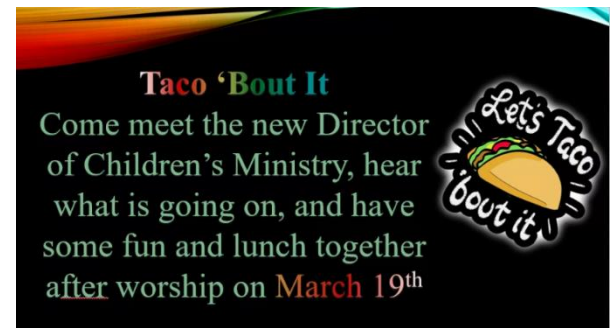 Taco ‘Bout It
Come meet the new Director
of Children’s Ministry, hear
what is going on, and have
some fun and lunch together
after worship on March 19th
Let's Taco
'bout it